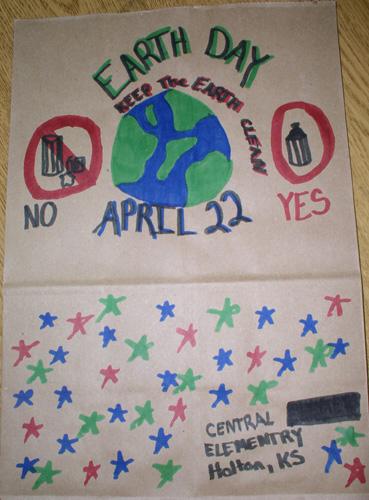 EARTH DAY
KEEP The EARTH CLEAN
NO
YES
APRIL 22
CENTRAL
ELEMENTRY
Holton, KS